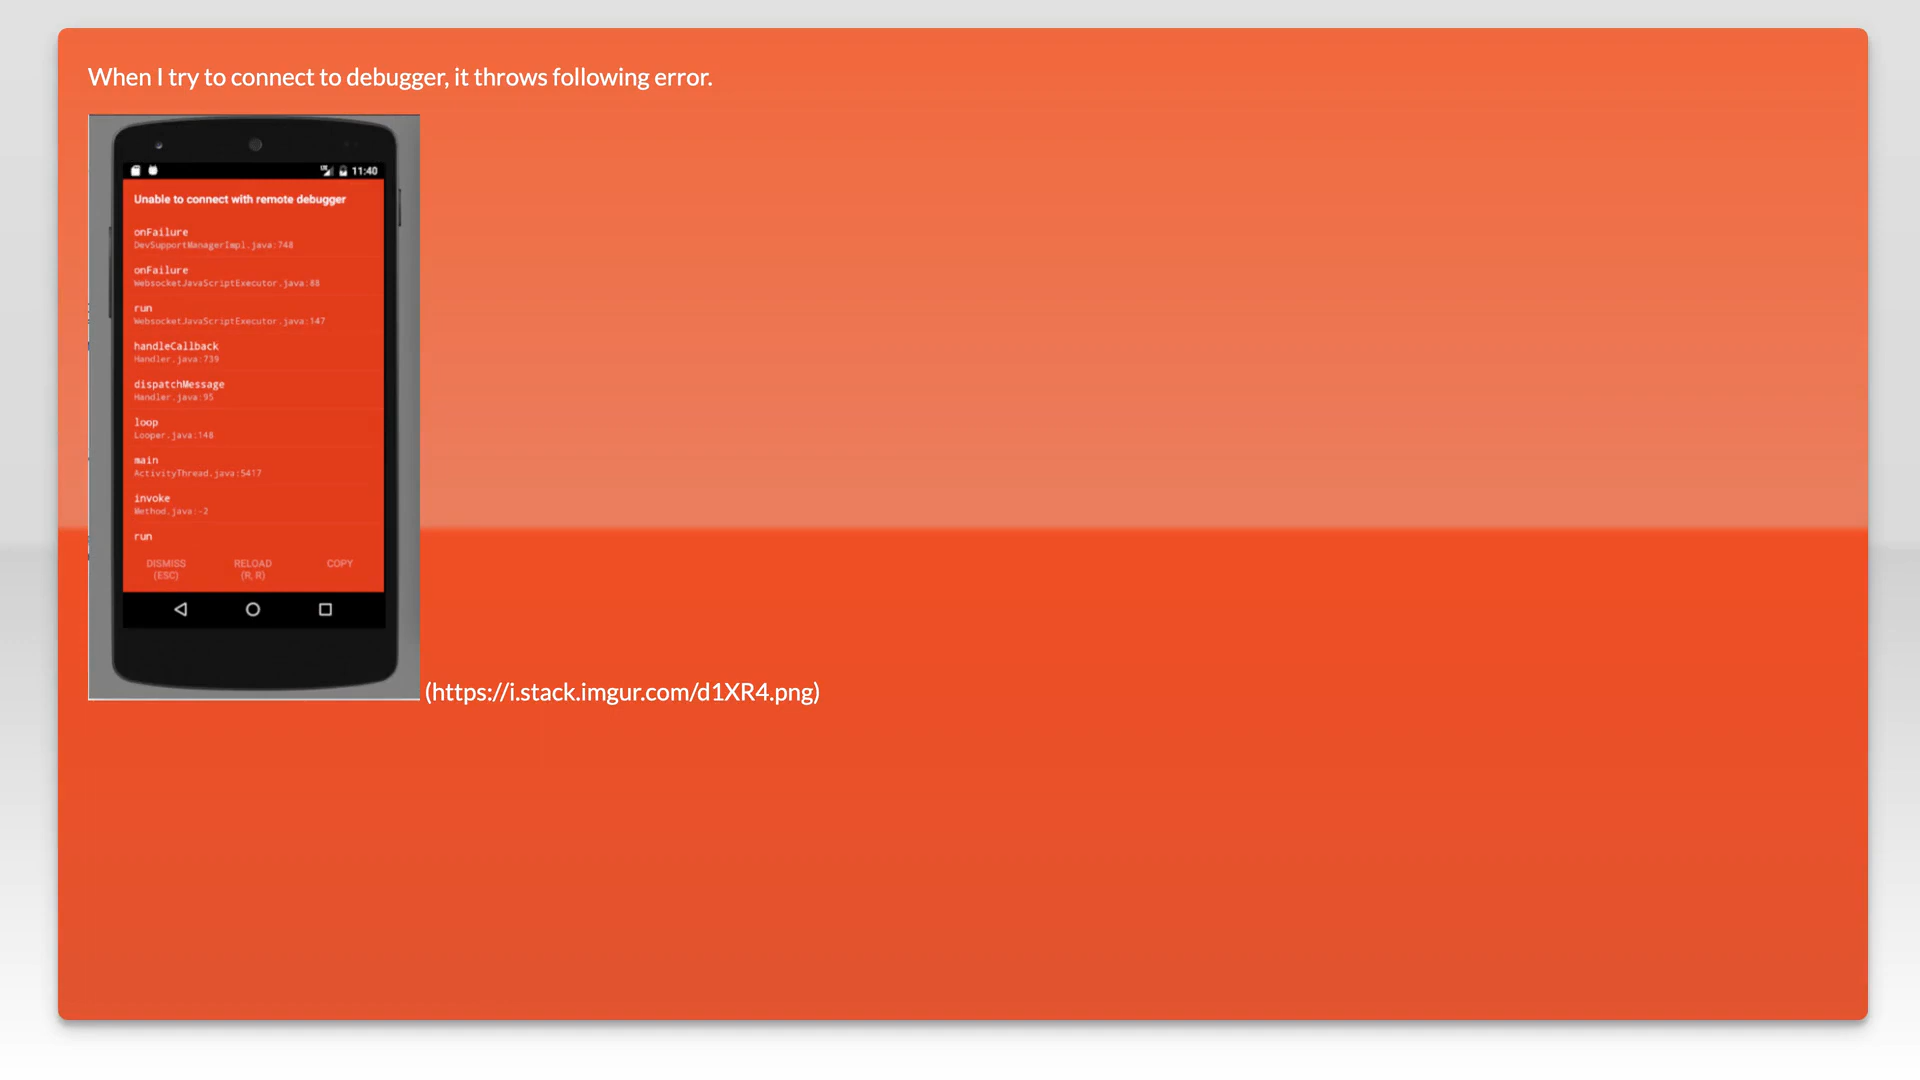 When I try to connect to debugger, it throws following error.
11:40
Unable to connect with remote debugger
onFailure
DevSupportManagerImpl.java:748
onFailure
WebsocketJavaScriptExecutor.java:88
run
WebsocketJavaScriptExecutor.java:147
handleCallback
Handler.java:739
dispatchMessage
Handler.java:95
loop
Looper.java:148
main
ActivityThread.java:5417
invoke
Method.java:-2
run
DISMISS RELOAD COPY
(ESC) (R, R)
(https://i.stack.imgur.com/d1XR4.png)